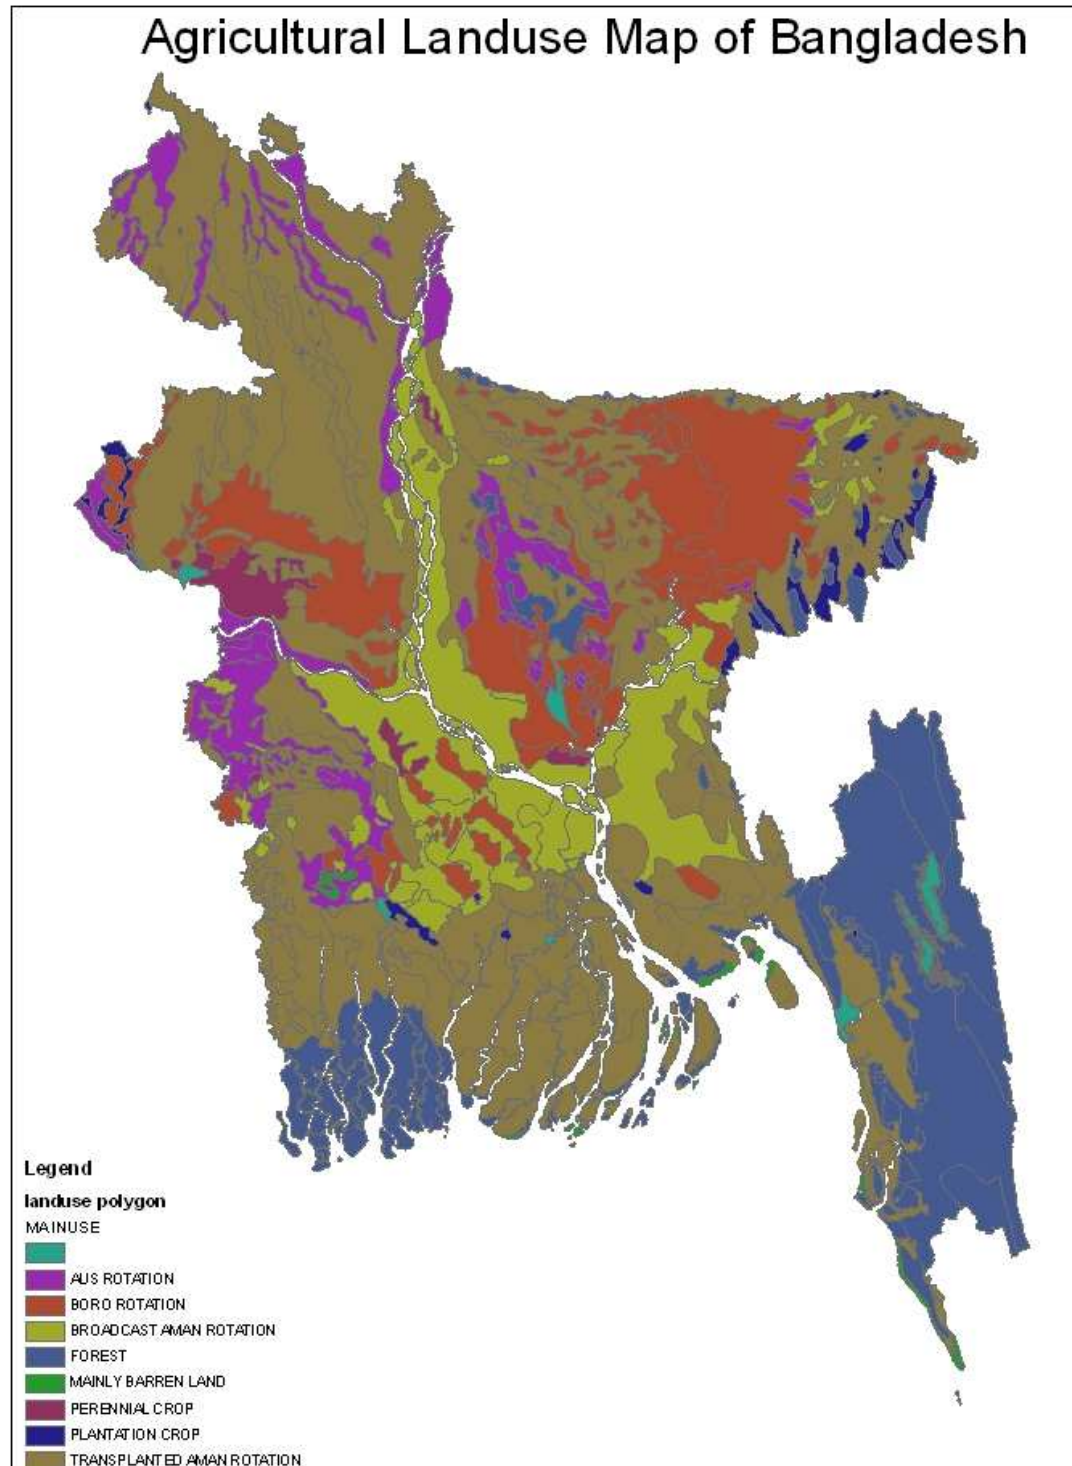 Agricultural Landuse Map of Bangladesh
Legend
landuse polygon
MAINUSE
AUS ROTATION
BORO ROTATION
BROADCAST AMAN ROTATION
FOREST
MAINLY BARREN LAND
PERENNIAL CROP
PLANTATION CROP
TRANSPLANTED AMAN ROTATION